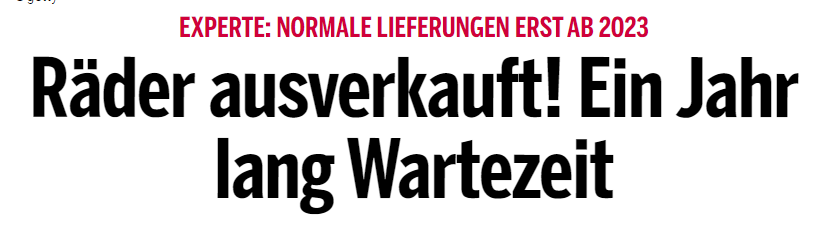 EXPERTE: NORMALE LIEFERUNGEN ERST AB 2023
Räder ausverkauft! Ein Jahr
lang Wartezeit